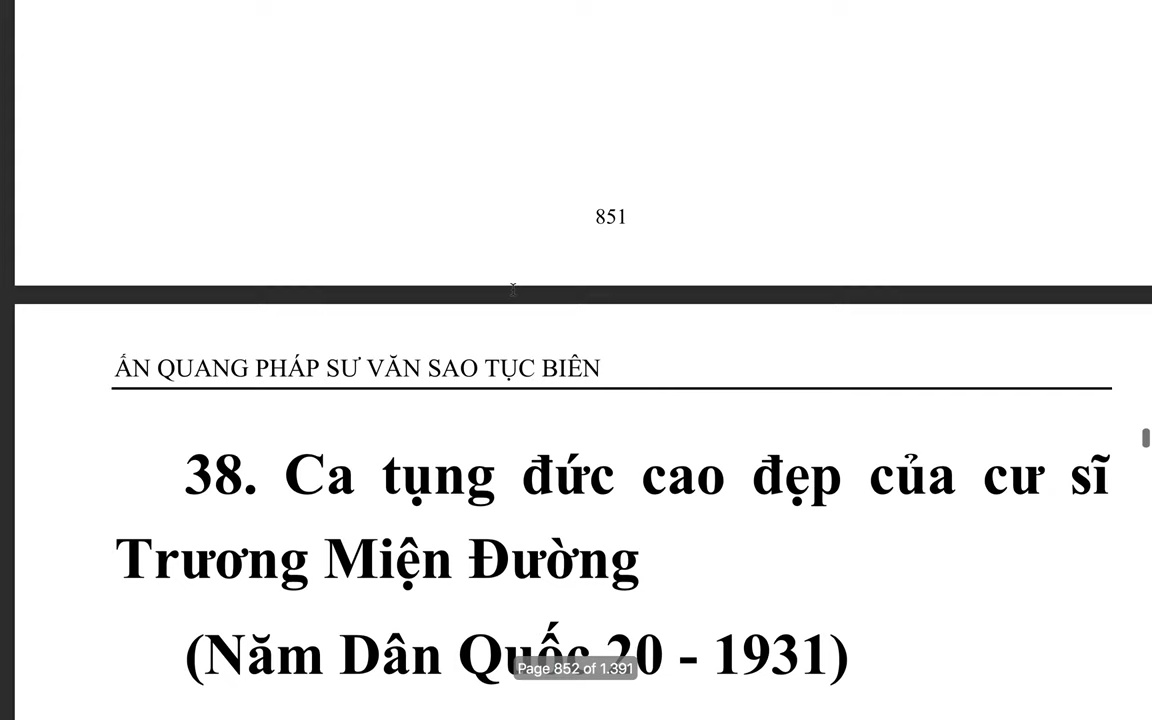 851
ẤN QUANG PHÁP SƯ VĂN SAO TỤC BIÊN
38. Ca tụng đức cao đẹp của cư sĩ
Trương Miện Đường
(Năm Dân Quốc 20 - 1931)
Page 852 of 1.391